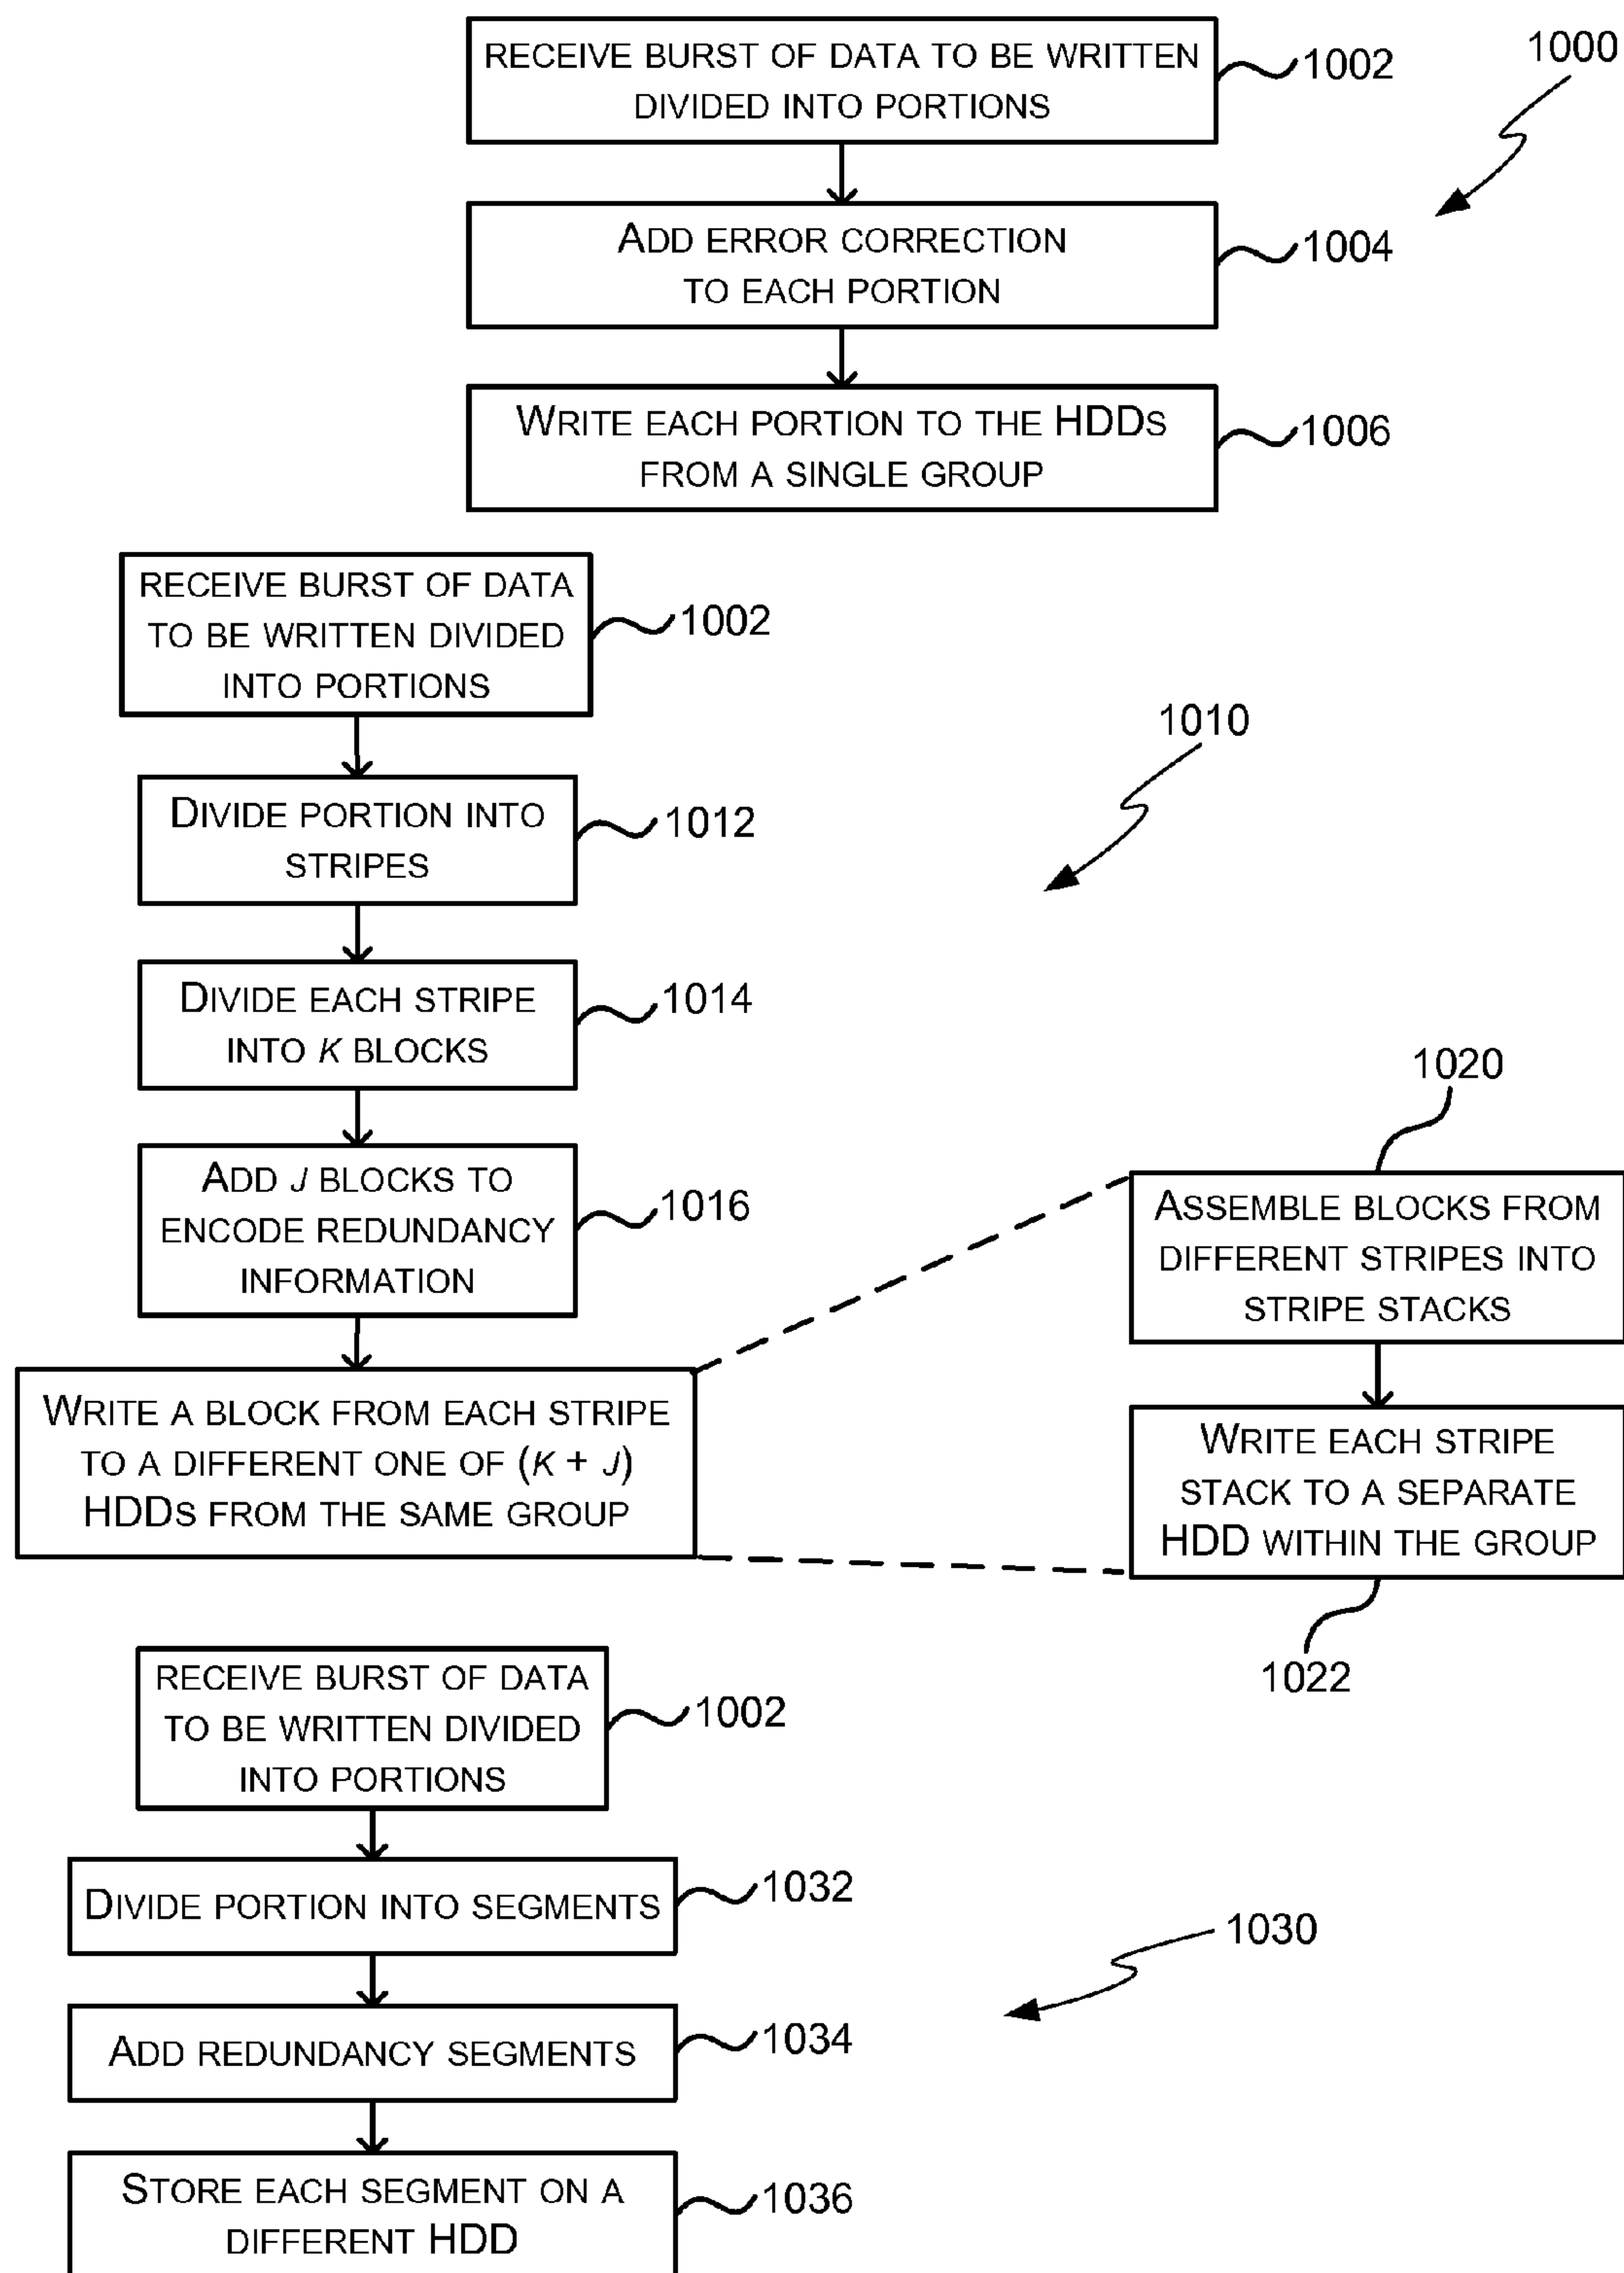 RECEIVE BURST OF DATA TO BE WRITTEN
DIVIDED INTO PORTIONS
1002
1000
ADD ERROR CORRECTION
TO EACH PORTION
1004
WRITE EACH PORTION TO THE HDDS
FROM A SINGLE GROUP
1006
RECEIVE BURST OF DATA
TO BE WRITTEN DIVIDED
INTO PORTIONS
1002
1010
DIVIDE PORTION INTO
STRIPES
1012
DIVIDE EACH STRIPE
INTO K BLOCKS
1014
ADD J BLOCKS TO
ENCODE REDUNDANCY
INFORMATION
1016
WRITE A BLOCK FROM EACH STRIPE
TO A DIFFERENT ONE OF (K + J)
HDDS FROM THE SAME GROUP
1020
ASSEMBLE BLOCKS FROM
DIFFERENT STRIPES INTO
STRIPE STACKS
WRITE EACH STRIPE
STACK TO A SEPARATE
HDD WITHIN THE GROUP
1022
RECEIVE BURST OF DATA
TO BE WRITTEN DIVIDED
INTO PORTIONS
1002
DIVIDE PORTION INTO SEGMENTS
1032
1030
ADD REDUNDANCY SEGMENTS
1034
STORE EACH SEGMENT ON A
DIFFERENT HDD
1036